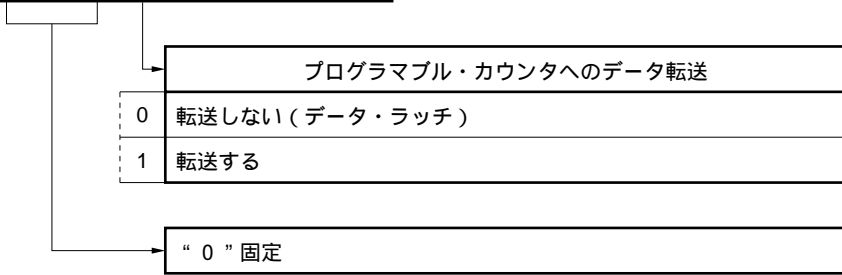 プログラマブル・カウンタへのデータ転送
0 転送しない（データ・ラッチ）
1 転送する
“０”固定